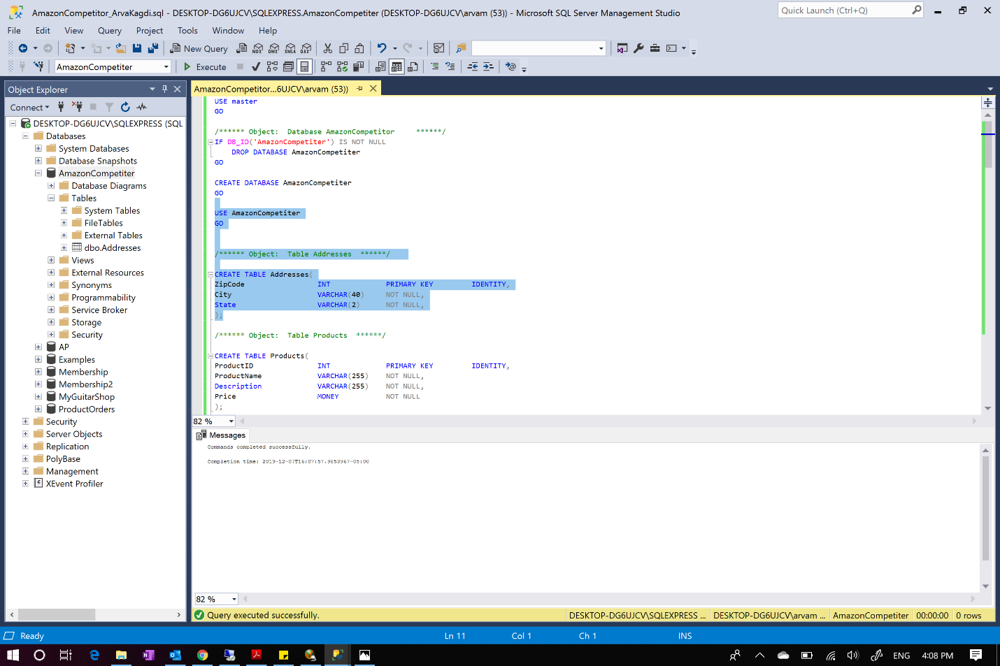 AmazonCompetitor_ArvaKagdi.sql - DESKTOP-DG6UJCV\SQLEXPRESS.AmazonCompetiter (DESKTOP-DG6UJCV\arvam (53)) - Microsoft SQL Server Management Studio
Quick Launch (Ctrl+Q)
File Edit View Query Project Tools Window Help
New Query MDX DMX XMLA DAX
AmazonCompetiter Execute
Object Explorer
AmazonCompetitor...6UJCV\arvam (53))
Connect
DESKTOP-DG6UJCV\SQLEXPRESS (SQL
Databases
System Databases
Database Snapshots
AmazonCompetiter
Database Diagrams
Tables
System Tables
FileTables
External Tables
dbo.Addresses
Views
External Resources
Synonyms
Programmability
Service Broker
Storage
Security
AP
Examples
Membership
Membership2
MyGuitarShop
ProductOrders
Security
Server Objects
Replication
PolyBase
Management
XEvent Profiler
USE master
GO
/****** Object:  Database AmazonCompetitor     ******/
IF DB_ID('AmazonCompetiter') IS NOT NULL
DROP DATABASE AmazonCompetiter
GO
CREATE DATABASE AmazonCompetiter
GO
USE AmazonCompetiter
GO
/****** Object:  Table Addresses  ******/
CREATE TABLE Addresses(
ZipCode INT PRIMARY KEY IDENTITY,
City VARCHAR(40) NOT NULL,
State VARCHAR(2) NOT NULL,
);
/****** Object:  Table Products  ******/
CREATE TABLE Products(
ProductID INT PRIMARY KEY IDENTITY,
ProductName VARCHAR(255) NOT NULL,
Description VARCHAR(255) NOT NULL,
Price MONEY NOT NULL
);
82 %
Messages
Commands completed successfully.
Completion time: 2019-12-07T16:07:57.9853967-05:00
82 %
Query executed successfully. DESKTOP-DG6UJCV\SQLEXPRESS ... DESKTOP-DG6UJCV\arvam ... AmazonCompetiter 00:00:00 0 rows
Ready Ln 11 Col 1 Ch 1 INS
ENG 4:08 PM